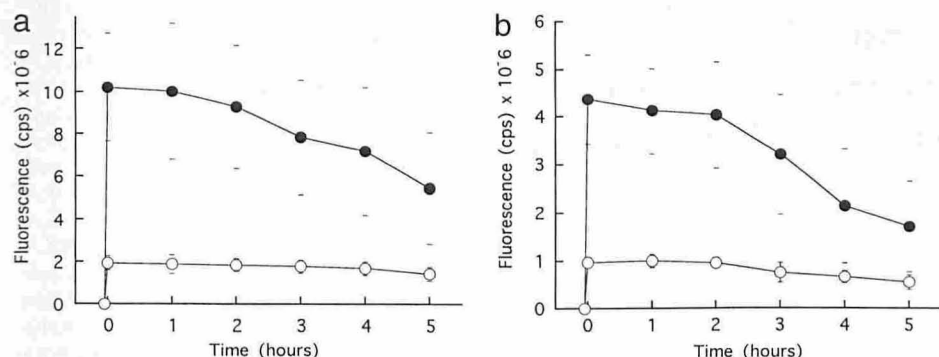 a
Fluorescence (cps) x10⁻⁶
12
10
8
6
4
2
0
0 1 2 3 4 5
Time (hours)
b
Fluorescence (cps) x 10⁻⁶
6
5
4
3
2
1
0
0 1 2 3 4 5
Time (hours)